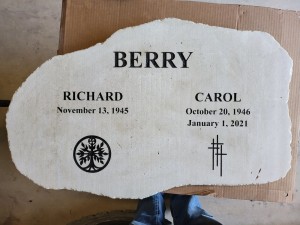 BERRY
RICHARD
November 13, 1945
CAROL
October 20, 1946
January 1, 2021